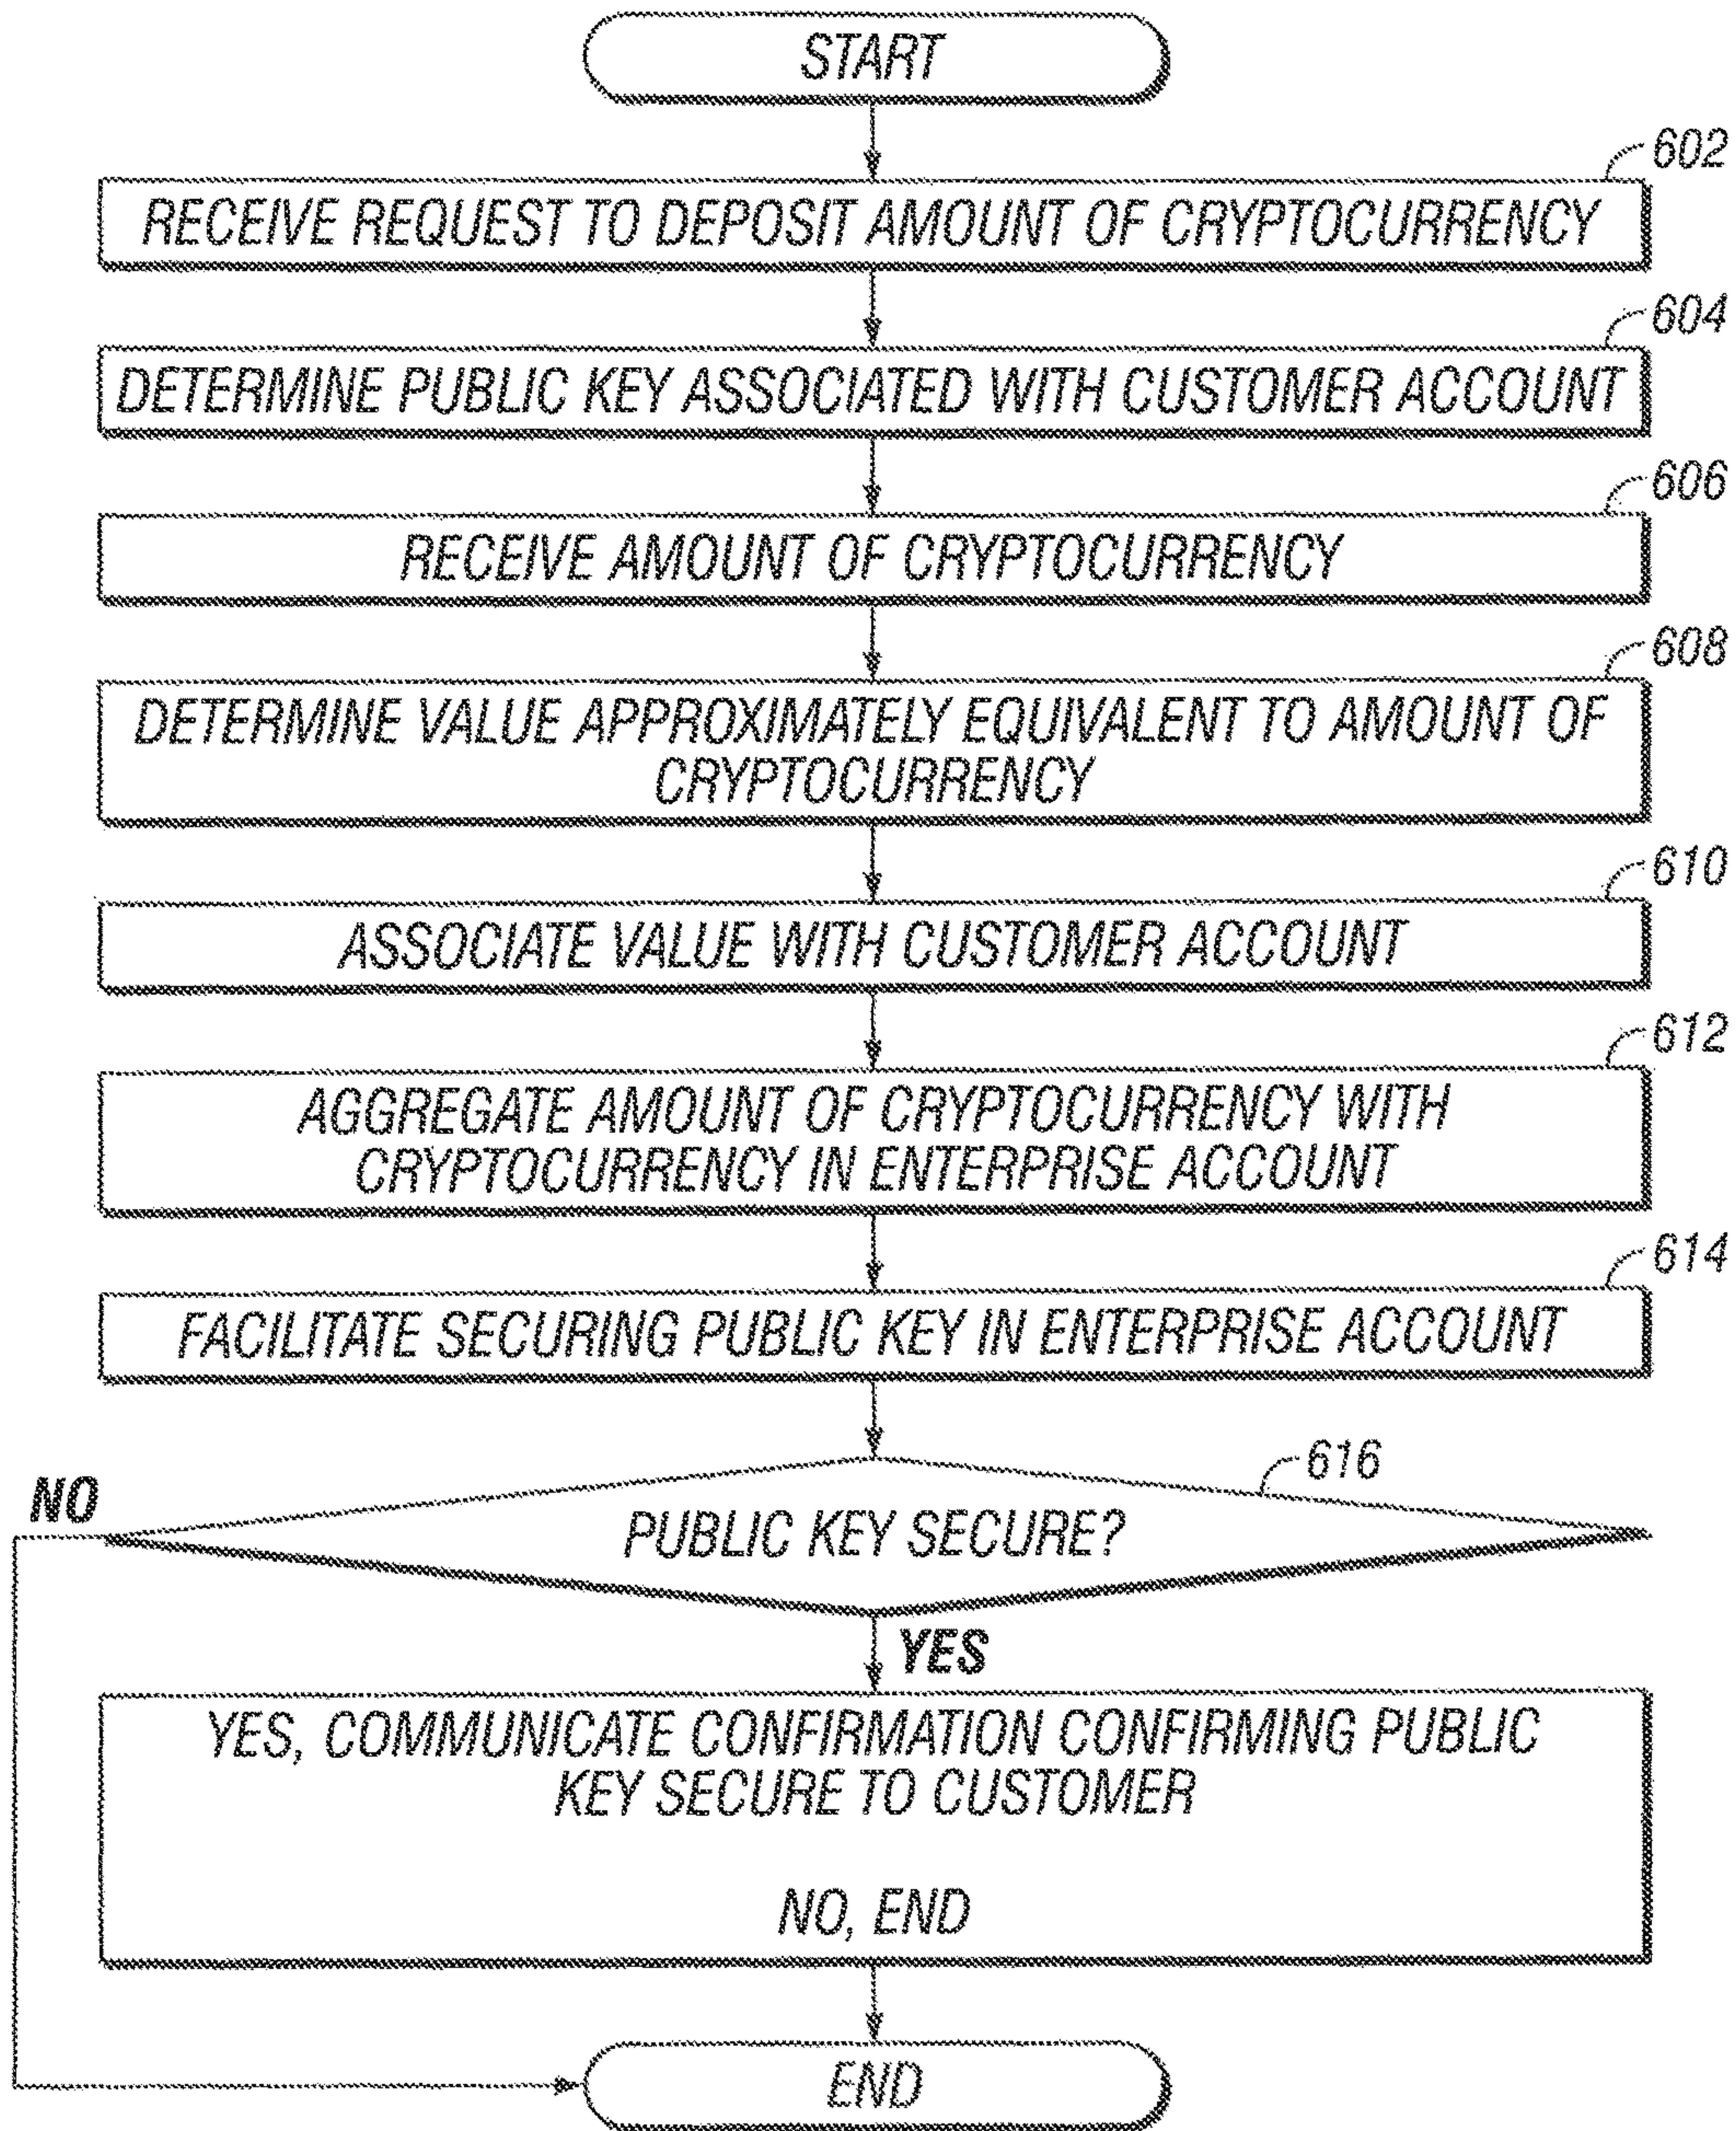 START
602
RECEIVE REQUEST TO DEPOSIT AMOUNT OF CRYPTOCURRENCY
604
DETERMINE PUBLIC KEY ASSOCIATED WITH CUSTOMER ACCOUNT
606
RECEIVE AMOUNT OF CRYPTOCURRENCY
608
DETERMINE VALUE APPROXIMATELY EQUIVALENT TO AMOUNT OF
CRYPTOCURRENCY
610
ASSOCIATE VALUE WITH CUSTOMER ACCOUNT
612
AGGREGATE AMOUNT OF CRYPTOCURRENCY WITH
CRYPTOCURRENCY IN ENTERPRISE ACCOUNT
614
FACILITATE SECURING PUBLIC KEY IN ENTERPRISE ACCOUNT
616
NO
PUBLIC KEY SECURE?
YES
YES, COMMUNICATE CONFIRMATION CONFIRMING PUBLIC
KEY SECURE TO CUSTOMER
NO, END
END